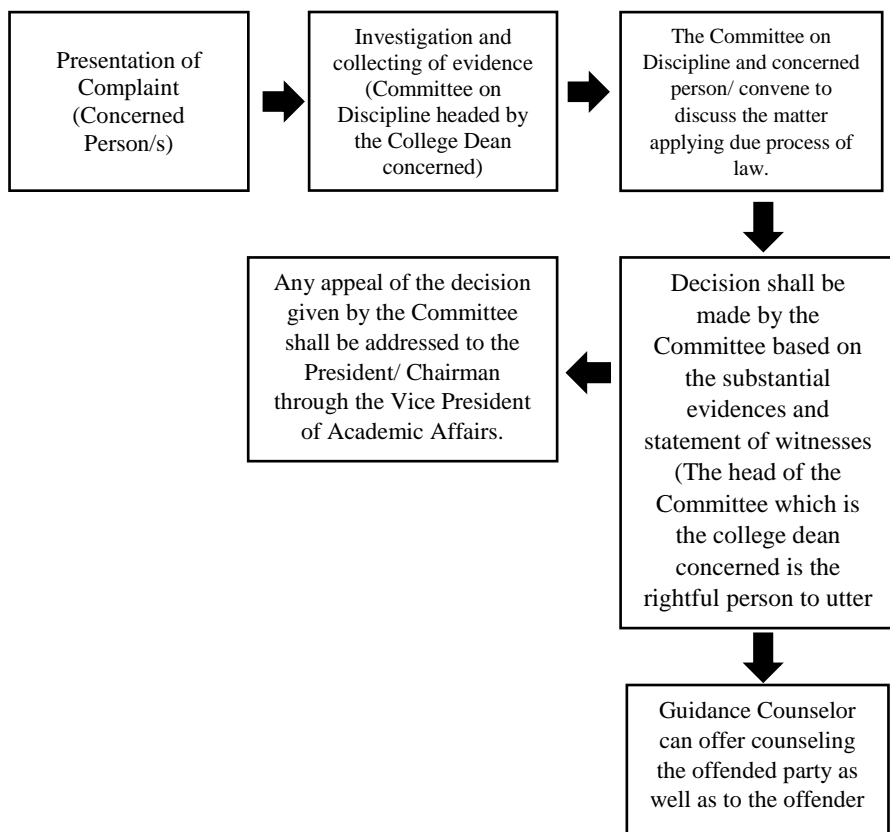 Presentation of
Complaint
(Concerned
Person/s)
Investigation and
collecting of evidence
(Committee on
Discipline headed by
the College Dean
concerned)
The Committee on
Discipline and concerned
person/ convene to
discuss the matter
applying due process of
law.
Decision shall be
made by the
Committee based on
the substantial
evidences and
statement of witnesses
(The head of the
Committee which is
the college dean
concerned is the
rightful person to utter
Any appeal of the decision
given by the Committee
shall be addressed to the
President/ Chairman
through the Vice President
of Academic Affairs.
Guidance Counselor
can offer counseling
the offended party as
well as to the offender